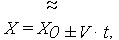 ≈
X = X₀ ± V · t,